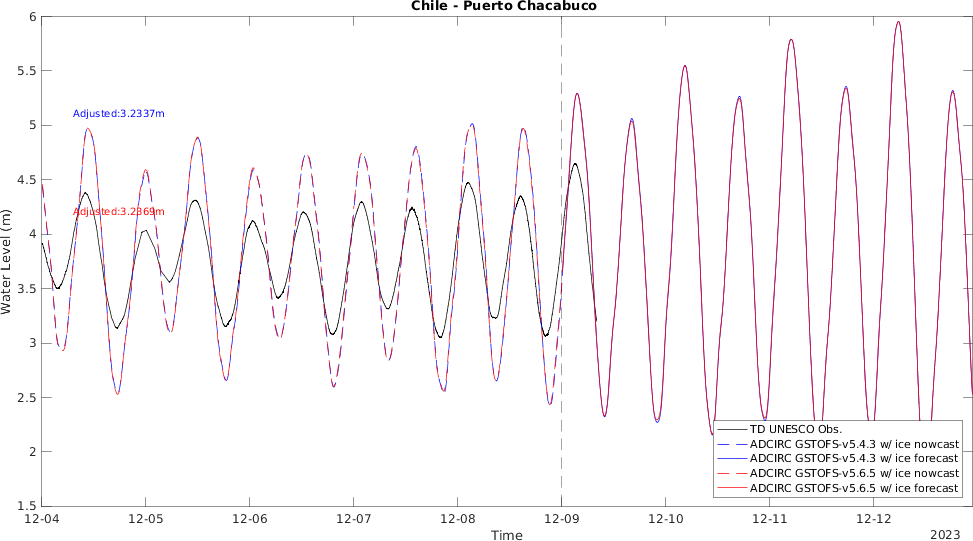 Chile - Puerto Chacabuco
6
5.5
5
4.5
4
3.5
3
2.5
2
1.5
Water Level (m)
Adjusted:3.2337m
Adjusted:3.2369m
TD UNESCO Obs.
ADCIRC GSTOFS-v5.4.3 w/ ice nowcast
ADCIRC GSTOFS-v5.4.3 w/ ice forecast
ADCIRC GSTOFS-v5.6.5 w/ ice nowcast
ADCIRC GSTOFS-v5.6.5 w/ ice forecast
12-04 12-05 12-06 12-07 12-08 12-09 12-10 12-11 12-12
Time
2023